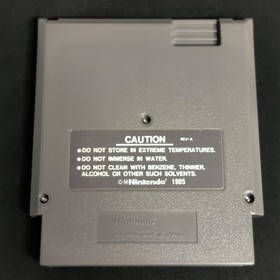 CAUTION REV-A
•DO NOT STORE IN EXTREME TEMPERATURES.
•DO NOT IMMERSE IN WATER.
•DO NOT CLEAN WITH BENZENE, THINNER,
ALCOHOL OR OTHER SUCH SOLVENTS.
©®Nintendo® 1985
Nintendo